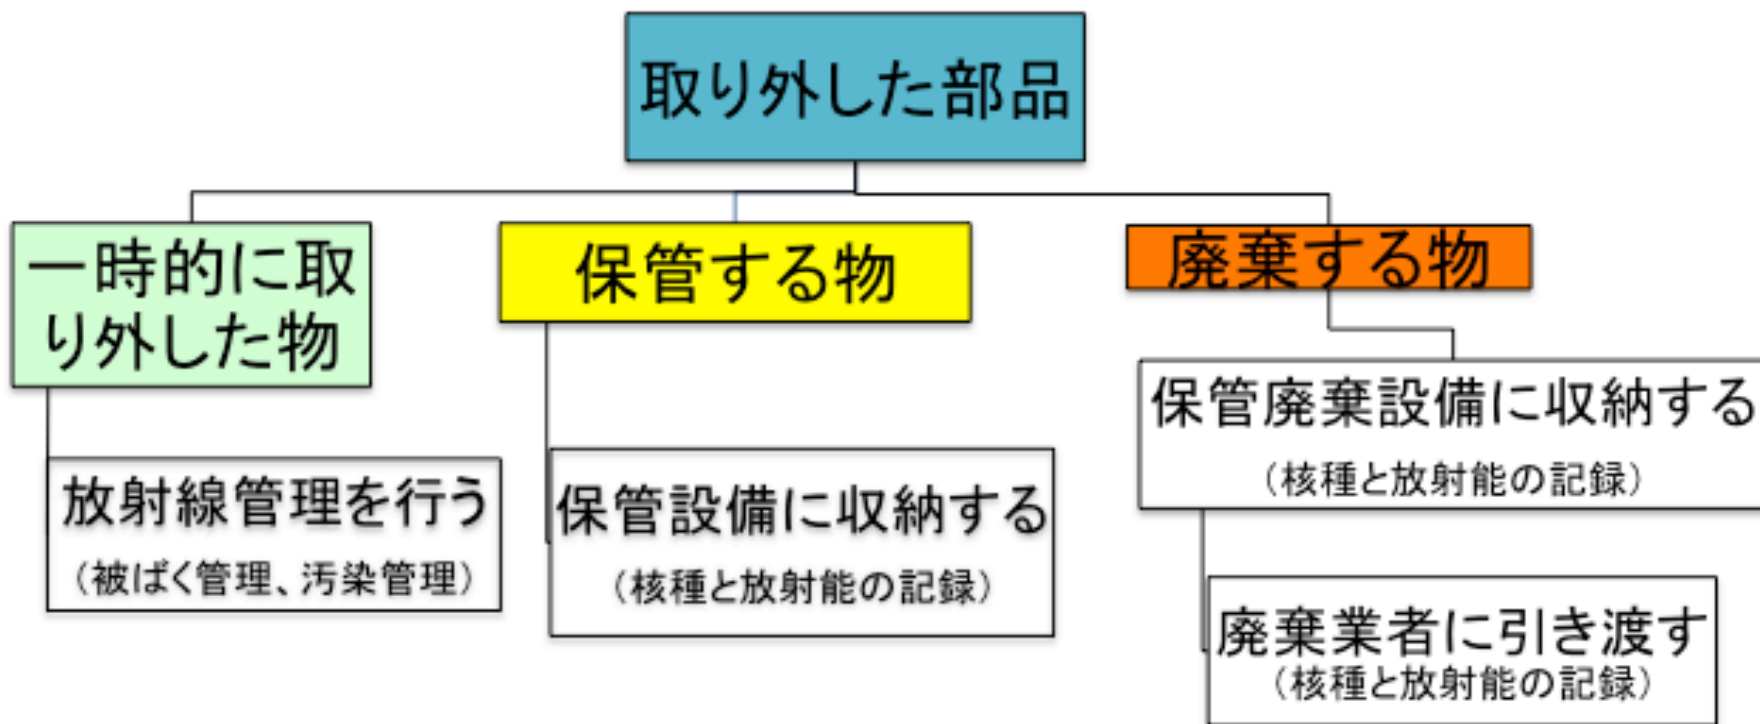 取り外した部品
一時的に取
り外した物
保管する物
廃棄する物
放射線管理を行う
（被ばく管理、汚染管理）
保管設備に収納する
（核種と放射能の記録）
保管廃棄設備に収納する
（核種と放射能の記録）
廃棄業者に引き渡す
（核種と放射能の記録）